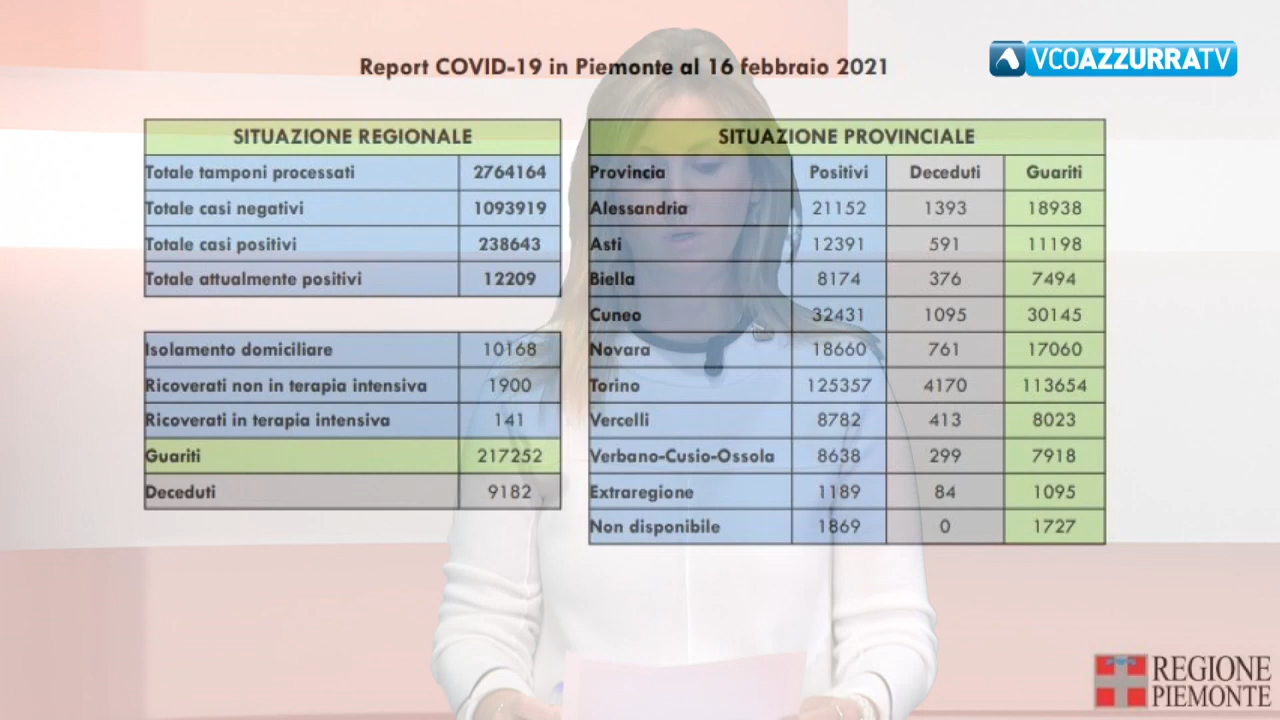 VCOAZZURRATV
Report COVID-19 in Piemonte al 16 febbraio 2021
SITUAZIONE REGIONALE
Totale tamponi processati 2764164
Totale casi negativi 1093919
Totale casi positivi 238643
Totale attualmente positivi 12209
Isolamento domiciliare 10168
Ricoverati non in terapia intensiva 1900
Ricoverati in terapia intensiva 141
Guariti 217252
Deceduti 9182
SITUAZIONE PROVINCIALE
Provincia Positivi Deceduti Guariti
Alessandria 21152 1393 18938
Asti 12391 591 11198
Biella 8174 376 7494
Cuneo 32431 1095 30145
Novara 18660 761 17060
Torino 125357 4170 113654
Vercelli 8782 413 8023
Verbano-Cusio-Ossola 8638 299 7918
Extraregione 1189 84 1095
Non disponibile 1869 0 1727
REGIONE
PIEMONTE